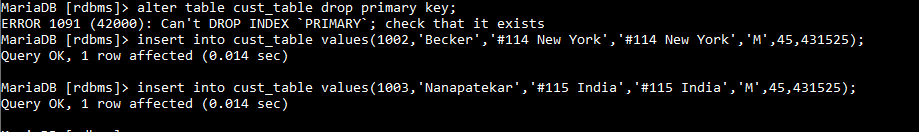 MariaDB [rdbms]> alter table cust_table drop primary key;
ERROR 1091 (42000): Can't DROP INDEX `PRIMARY`; check that it exists
MariaDB [rdbms]> insert into cust_table values(1002,'Becker','#114 New York','#114 New York','M',45,431525);
Query OK, 1 row affected (0.014 sec)
MariaDB [rdbms]> insert into cust_table values(1003,'Nanapatekar','#115 India','#115 India','M',45,431525);
Query OK, 1 row affected (0.014 sec)